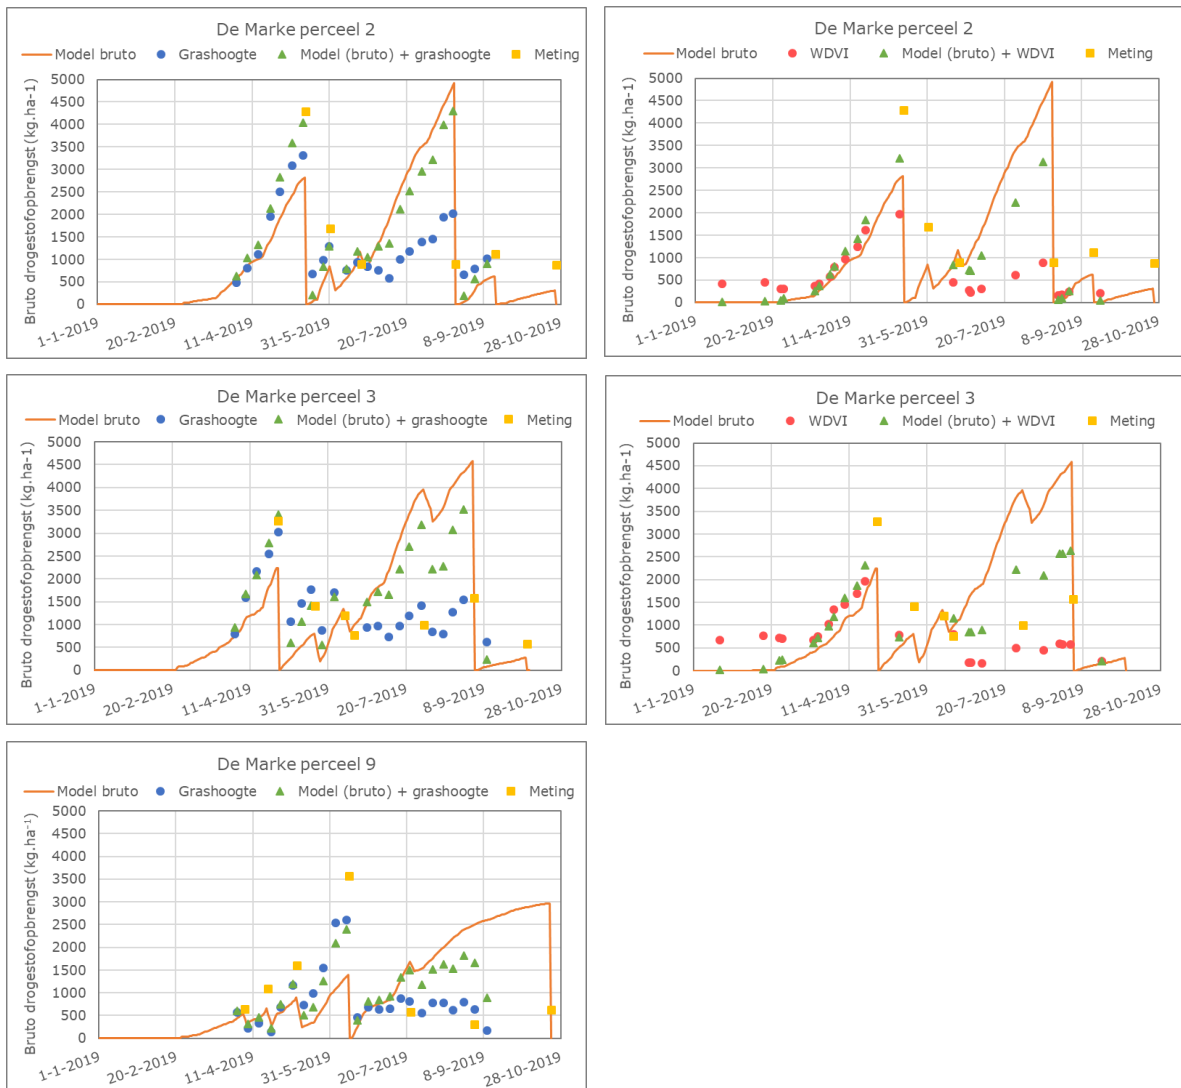 De Marke perceel 2
Model bruto Grashoogte Model (bruto) + grashoogte Meting
Bruto drogestofopbrengst (kg.ha-1)
5000
4500
4000
3500
3000
2500
2000
1500
1000
500
0
1-1-2019 20-2-2019 11-4-2019 31-5-2019 20-7-2019 8-9-2019 28-10-2019
De Marke perceel 2
Model bruto WDVI Model (bruto) + WDVI Meting
Bruto drogestofopbrengst (kg.ha-1)
5000
4500
4000
3500
3000
2500
2000
1500
1000
500
0
1-1-2019 20-2-2019 11-4-2019 31-5-2019 20-7-2019 8-9-2019 28-10-2019
De Marke perceel 3
Model bruto Grashoogte Model (bruto) + grashoogte Meting
Bruto drogestofopbrengst (kg.ha-1)
5000
4500
4000
3500
3000
2500
2000
1500
1000
500
0
1-1-2019 20-2-2019 11-4-2019 31-5-2019 20-7-2019 8-9-2019 28-10-2019
De Marke perceel 3
Model bruto WDVI Model (bruto) + WDVI Meting
Bruto drogestofopbrengst (kg.ha-1)
5000
4500
4000
3500
3000
2500
2000
1500
1000
500
0
1-1-2019 20-2-2019 11-4-2019 31-5-2019 20-7-2019 8-9-2019 28-10-2019
De Marke perceel 9
Model bruto Grashoogte Model (bruto) + grashoogte Meting
Bruto drogestofopbrengst (kg.ha⁻¹)
5000
4500
4000
3500
3000
2500
2000
1500
1000
500
0
1-1-2019 20-2-2019 11-4-2019 31-5-2019 20-7-2019 8-9-2019 28-10-2019